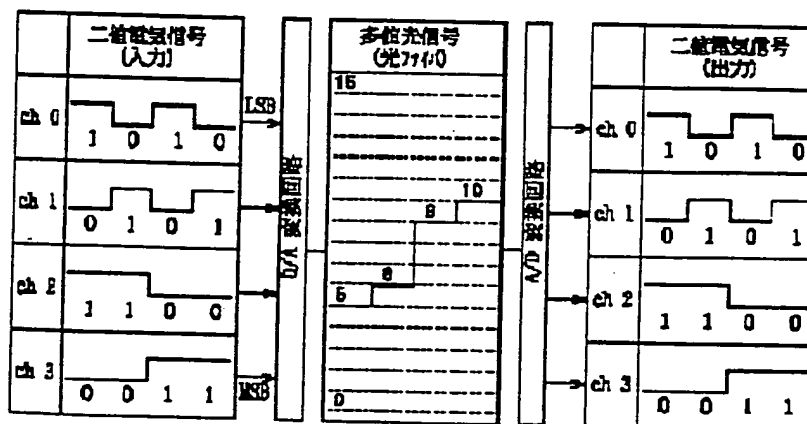 二値電気信号
(入力)
ch 0
1 0 1 0
LSB
ch 1
0 1 0 1
ch 2
1 1 0 0
ch 3
0 0 1 1
MSB
D/A 変換回路
多値光信号
(光ファイバ)
15
10
9
6
5
0
A/D 変換回路
二値電気信号
(出力)
ch 0
1 0 1 0
ch 1
0 1 0 1
ch 2
1 1 0 0
ch 3
0 0 1 1